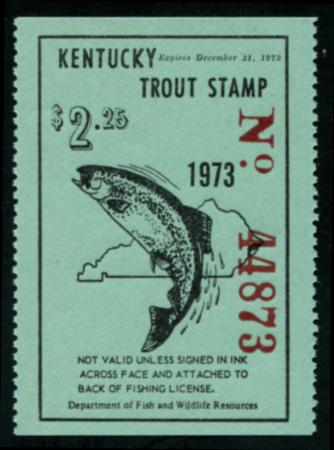 KENTUCKY Expires December 31, 1973
TROUT STAMP
$2.25
1973
No. 44873
NOT VALID UNLESS SIGNED IN INK
ACROSS FACE AND ATTACHED TO
BACK OF FISHING LICENSE.
Department of Fish and Wildlife Resources